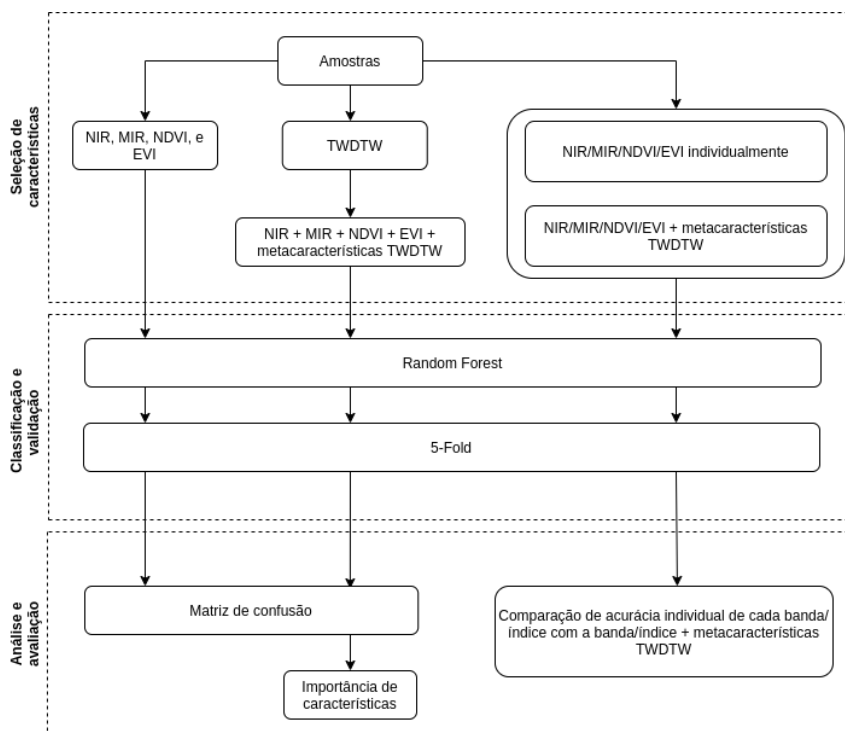 Seleção de
características
Amostras
NIR, MIR, NDVI, e
EVI
TWDTW
NIR + MIR + NDVI + EVI +
metacaracterísticas TWDTW
NIR/MIR/NDVI/EVI individualmente
NIR/MIR/NDVI/EVI + metacaracterísticas
TWDTW
Classificação e
validação
Random Forest
5-Fold
Análise e
avaliação
Matriz de confusão
Importância de
características
Comparação de acurácia individual de cada banda/
índice com a banda/índice + metacaracterísticas
TWDTW